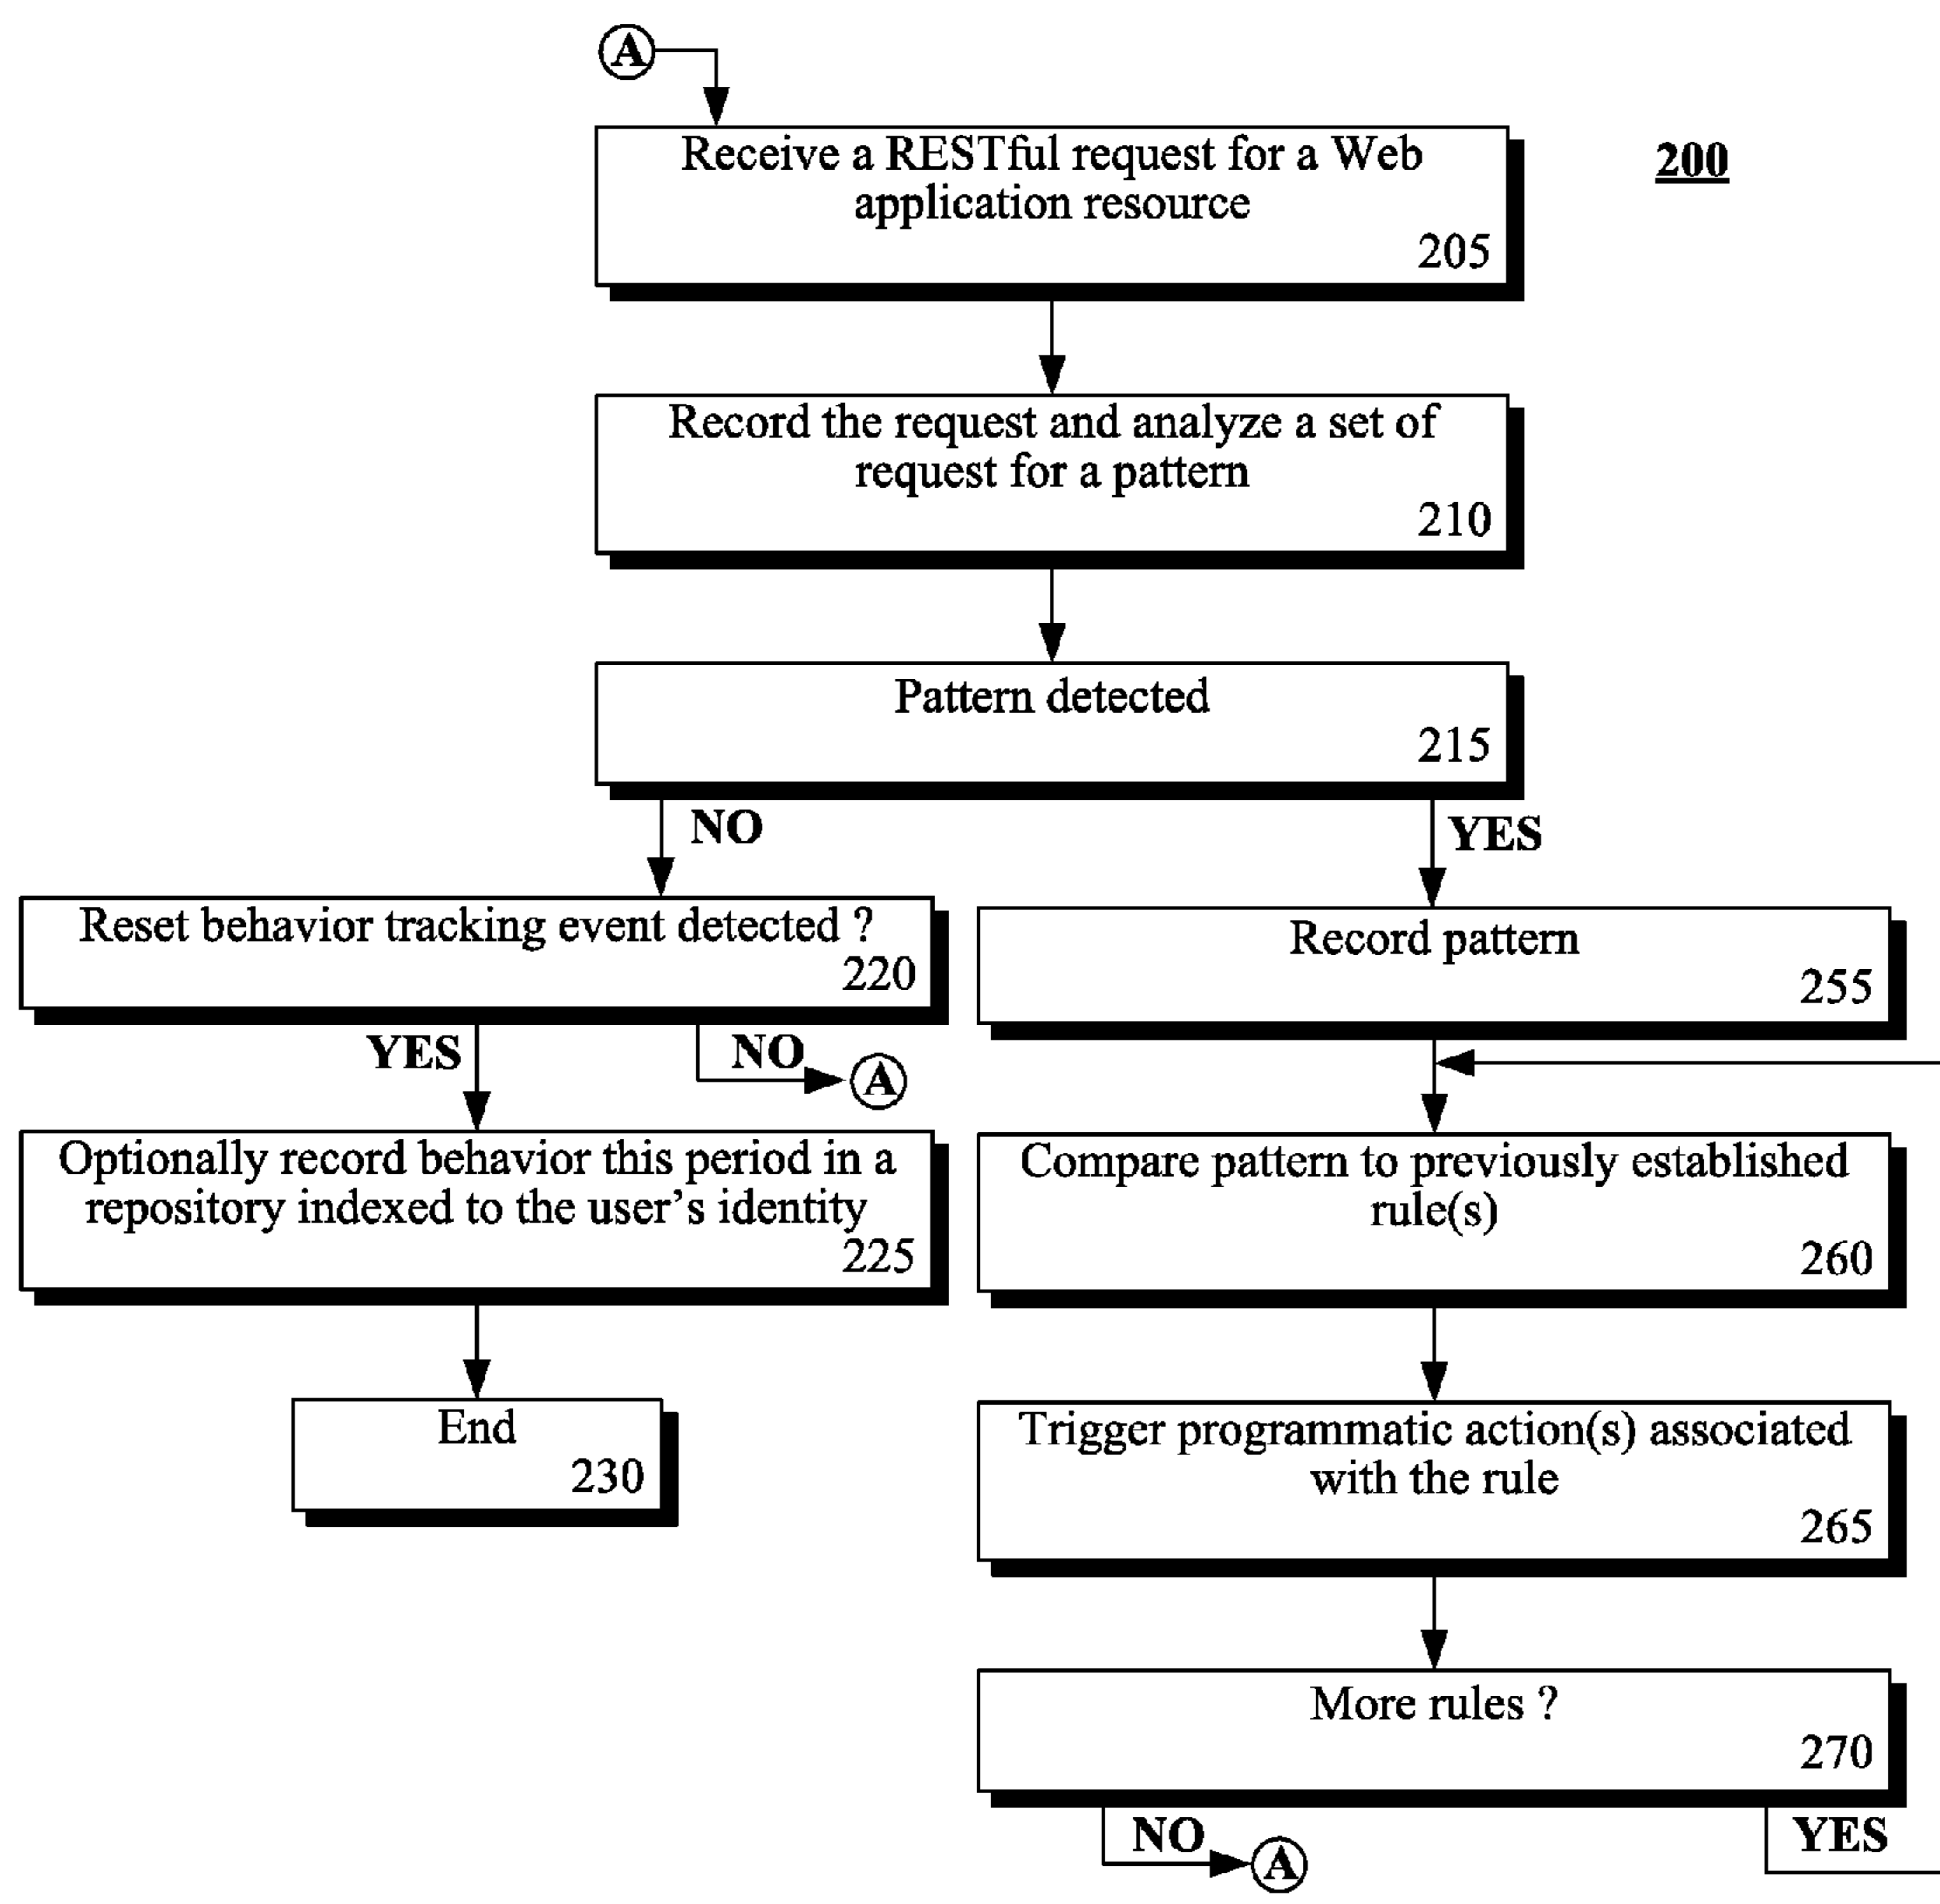 A
Receive a RESTful request for a Web
application resource
205
200
Record the request and analyze a set of
request for a pattern
210
Pattern detected
215
NO
YES
Reset behavior tracking event detected ?
220
Record pattern
255
YES
NO
A
Optionally record behavior this period in a
repository indexed to the user's identity
225
Compare pattern to previously established
rule(s)
260
End
230
Trigger programmatic action(s) associated
with the rule
265
More rules ?
270
NO
A
YES